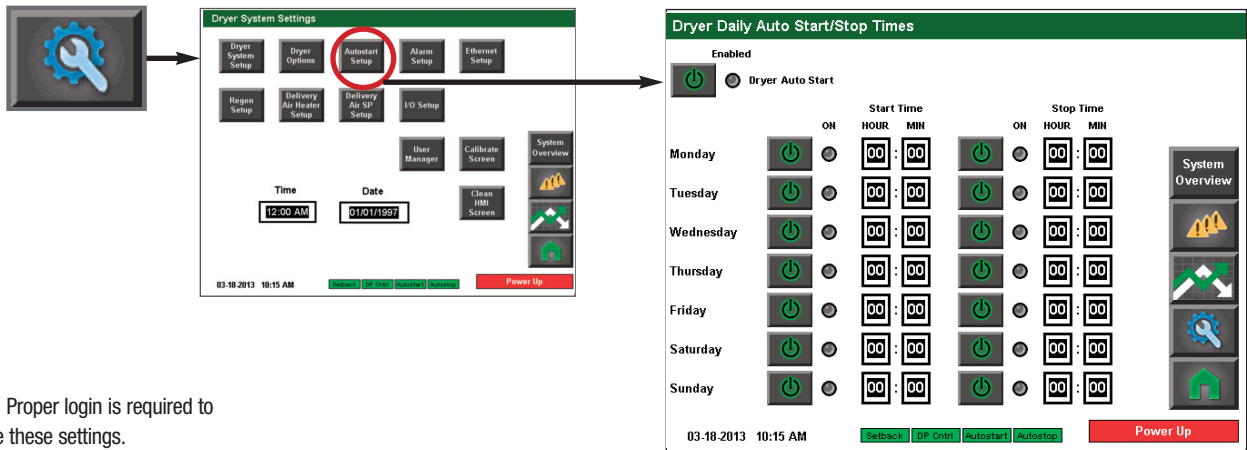 Dryer System Settings
Dryer System Setup
Dryer Options
Autostart Setup
Alarm Setup
Ethernet Setup
Regen Setup
Delivery Air Heater Setup
Delivery Air SP Setup
I/O Setup
User Manager
Calibrate Screen
System Overview
Time
Date
Clean HMI Screen
12:00 AM
01/01/1997
03-18-2013 10:15 AM
Setback
DP Cntrl
Autostart
Autostop
Power Up
Proper login is required to
e these settings.
Dryer Daily Auto Start/Stop Times
Enabled
Dryer Auto Start
Start Time
Stop Time
ON HOUR MIN ON HOUR MIN
Monday 00 : 00 00 : 00
Tuesday 00 : 00 00 : 00
Wednesday 00 : 00 00 : 00
Thursday 00 : 00 00 : 00
Friday 00 : 00 00 : 00
Saturday 00 : 00 00 : 00
Sunday 00 : 00 00 : 00
System
Overview
03-18-2013 10:15 AM
Setback
DP Cntrl
Autostart
Autostop
Power Up